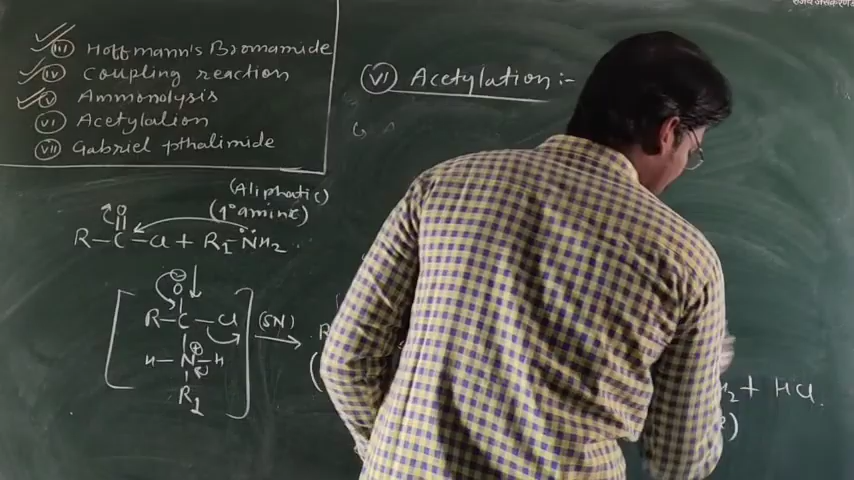 (III) Hoffmann's Bromamide
(IV) Coupling reaction
(V) Ammonolysis
(VI) Acetylation
(VII) Gabriel pthalimide
(VI) Acetylation:-
(Aliphatic)
(1° amine)
O
R-C-Cl + R₁-NH₂
O
R-C-Cl
(SN)
H-N-H
R₁
H₂ + HCl.